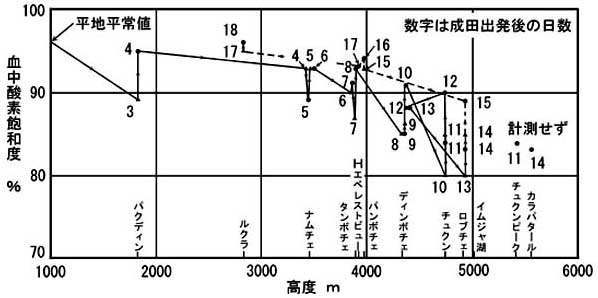 100
90
80
70
血中酸素飽和度 %
平地平常値
数字は成田出発後の日数
4
3
18
17
4
5
6
5
17
16
15
8
7
6
7
10
12
13
9
8
9
12
11
11
10
15
14
14
13
計測せず
11
14
パクディン
ルクラ
ナムチェ
タンボチェ
Hエベレストビュー
パンボチェ
ディンボチェ
チュクン
ロブチェ
イムジャ湖
チュクンピーク
カラパタール
1000
2000
3000
4000
5000
6000
高度 m